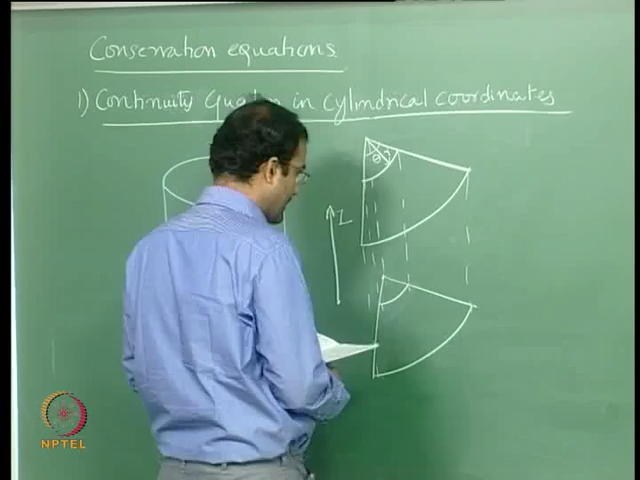 Conservation equations
1) Continuity in cylindrical coordinates
θ
Z
NPTEL